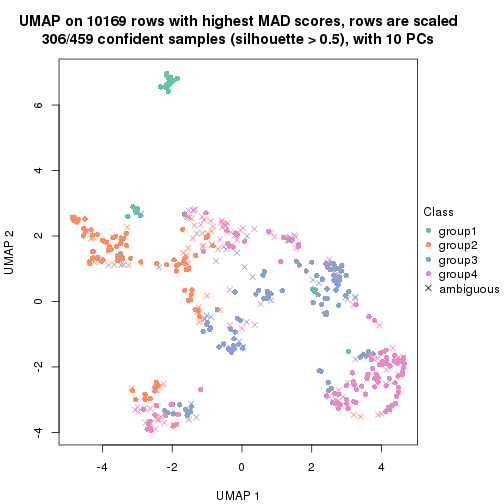 UMAP on 10169 rows with highest MAD scores, rows are scaled
306/459 confident samples (silhouette > 0.5), with 10 PCs
Class
group1
group2
group3
group4
ambiguous
UMAP 2
6
4
2
0
-2
-4
-4
-2
0
2
4
UMAP 1